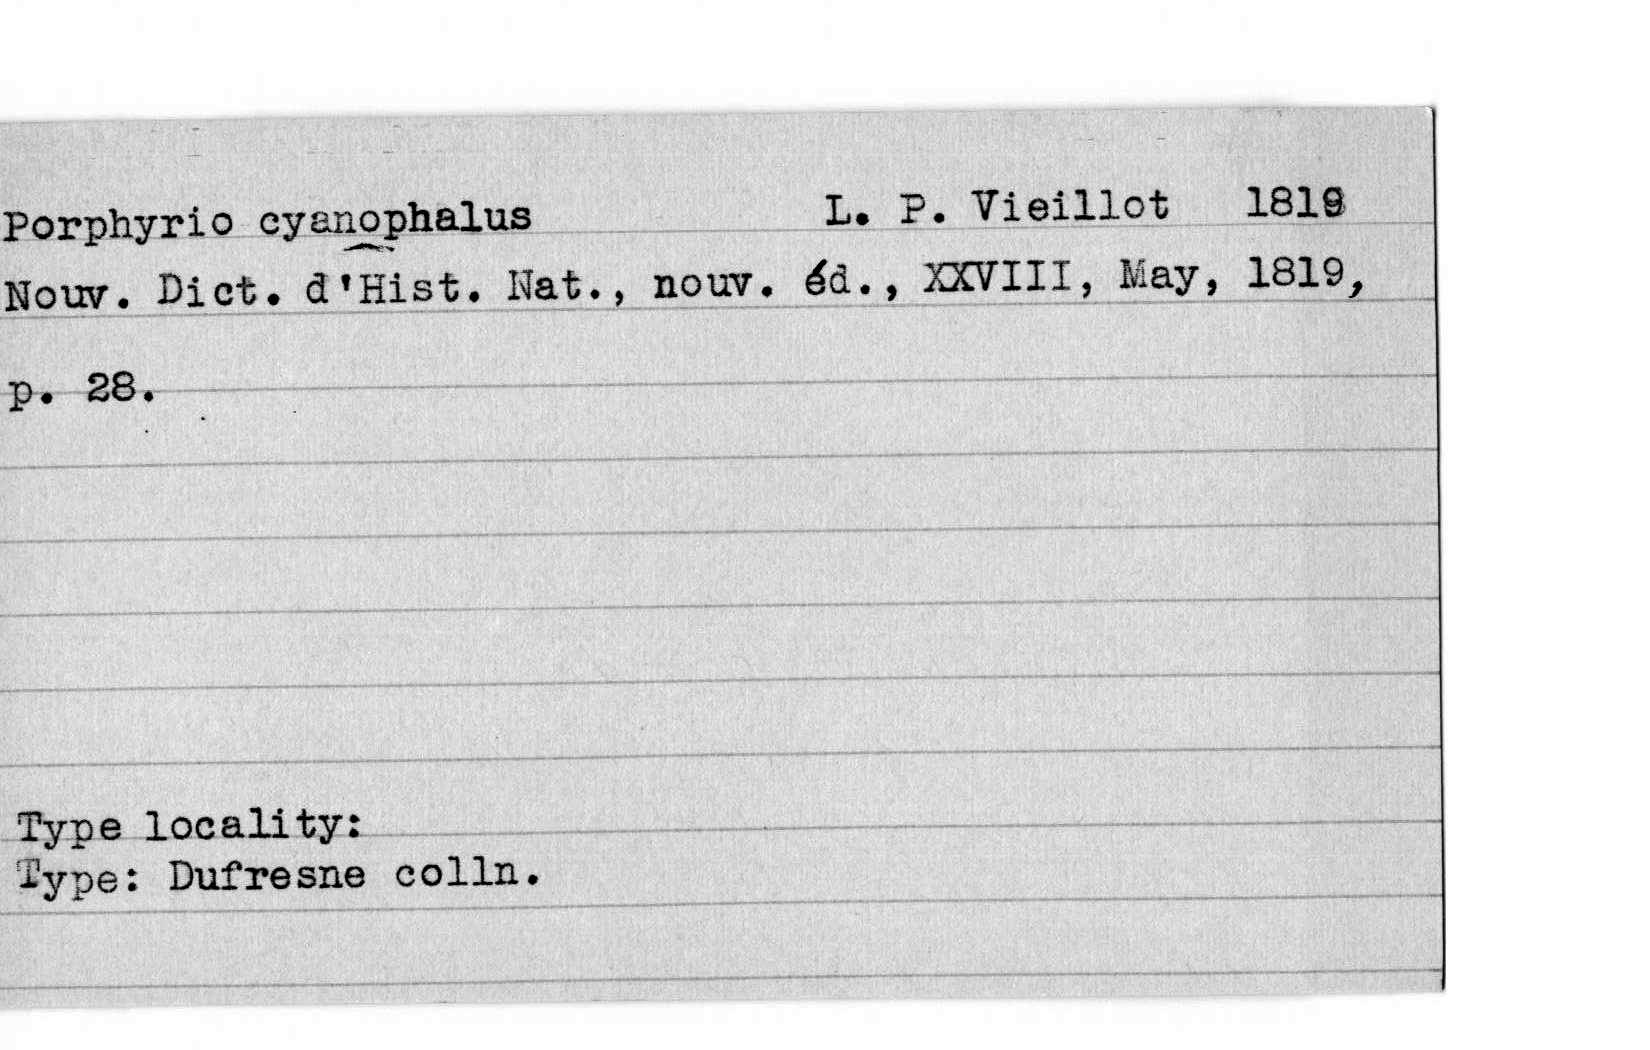 Porphyrio cyanophalus L. P. Vieillot 1819
Nouv. Dict. d'Hist. Nat., nouv. éd., XXVIII, May, 1819,
p. 28.
Type locality:
Type: Dufresne colln.